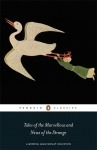 PENGUIN CLASSICS
Tales of the Marvellous and
News of the Strange